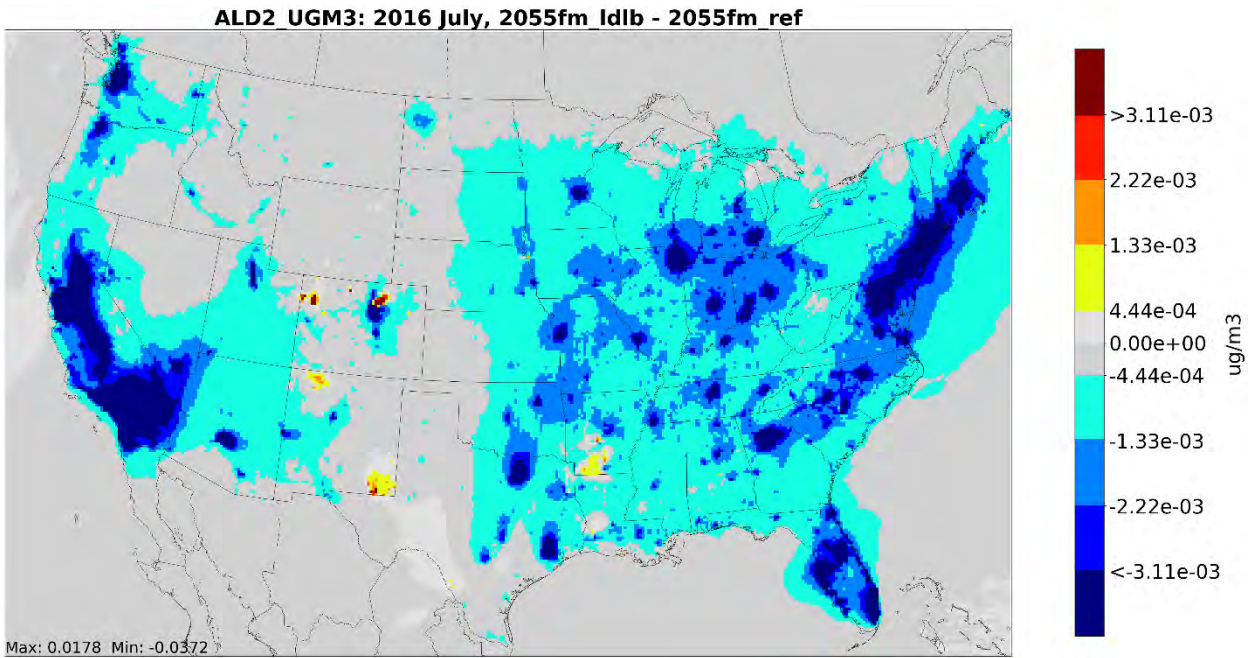 ALD2_UGM3: 2016 July, 2055fm_ldlb - 2055fm_ref
>3.11e-03
2.22e-03
1.33e-03
4.44e-04
0.00e+00
-4.44e-04
-1.33e-03
-2.22e-03
<-3.11e-03
ug/m3
Max: 0.0178 Min: -0.0372